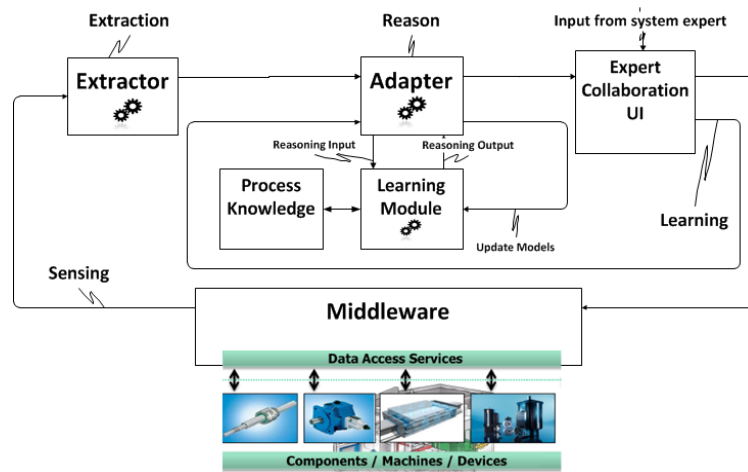 Extraction
Reason
Input from system expert
Extractor
Adapter
Expert
Collaboration
UI
Reasoning Input
Reasoning Output
Process
Knowledge
Learning
Module
Learning
Update Models
Sensing
Middleware
Data Access Services
Components / Machines / Devices